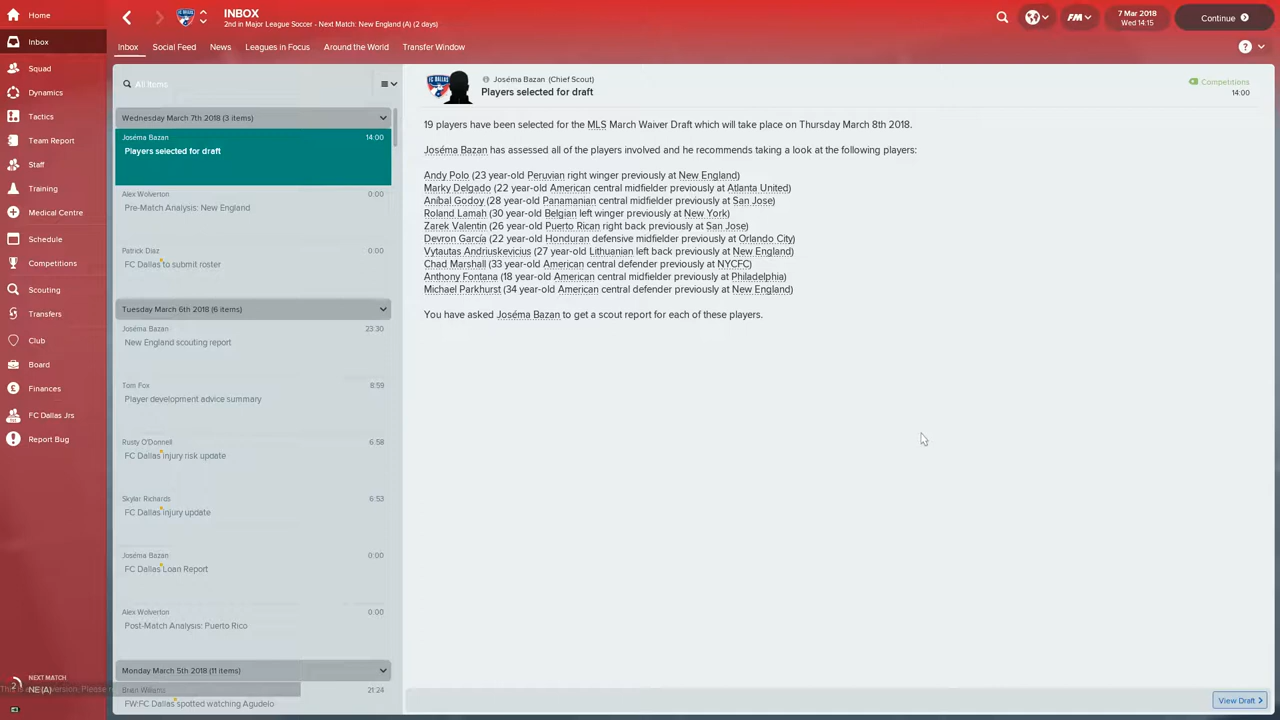 Home
Inbox
Squad
Dynamics
Tactics
Team Report
Staff
Training
Medical Centre
Schedule
Competitions
Scouting
Transfers
Club
Board
Finances
FC Dallas Jrs
Report Bug
NEXT MATCH
NE (A)
INBOX
2nd in Major League Soccer - Next Match: New England (A) (2 days)
FM
7 Mar 2018
Wed 14:15
Continue
Inbox Social Feed News Leagues in Focus Around the World Transfer Window
?
All Items
Wednesday March 7th 2018 (3 items)
Joséma Bazan 14:00
Players selected for draft
Alex Wolverton 0:00
Pre-Match Analysis: New England
Patrick Diaz 0:00
FC Dallas to submit roster
Tuesday March 6th 2018 (6 items)
Joséma Bazan 23:30
New England scouting report
Tom Fox 8:59
Player development advice summary
Rusty O'Donnell 6:58
FC Dallas injury risk update
Skylar Richards 6:53
FC Dallas injury update
Joséma Bazan 0:00
FC Dallas Loan Report
Alex Wolverton 0:00
Post-Match Analysis: Puerto Rico
Monday March 5th 2018 (11 items)
Brian Williams 21:24
FW:FC Dallas spotted watching Agudelo
Joséma Bazan (Chief Scout)
Players selected for draft
Competitions
14:00
19 players have been selected for the MLS March Waiver Draft which will take place on Thursday March 8th 2018.
Joséma Bazan has assessed all of the players involved and he recommends taking a look at the following players:
Andy Polo (23 year-old Peruvian right winger previously at New England)
Marky Delgado (22 year-old American central midfielder previously at Atlanta United)
Aníbal Godoy (28 year-old Panamanian central midfielder previously at San Jose)
Roland Lamah (30 year-old Belgian left winger previously at New York)
Zarek Valentin (26 year-old Puerto Rican right back previously at San Jose)
Devron García (22 year-old Honduran defensive midfielder previously at Orlando City)
Vytautas Andriuskevicius (27 year-old Lithuanian left back previously at New England)
Chad Marshall (33 year-old American central defender previously at NYCFC)
Anthony Fontana (18 year-old American central midfielder previously at Philadelphia)
Michael Parkhurst (34 year-old American central defender previously at New England)
You have asked Joséma Bazan to get a scout report for each of these players.
View Draft